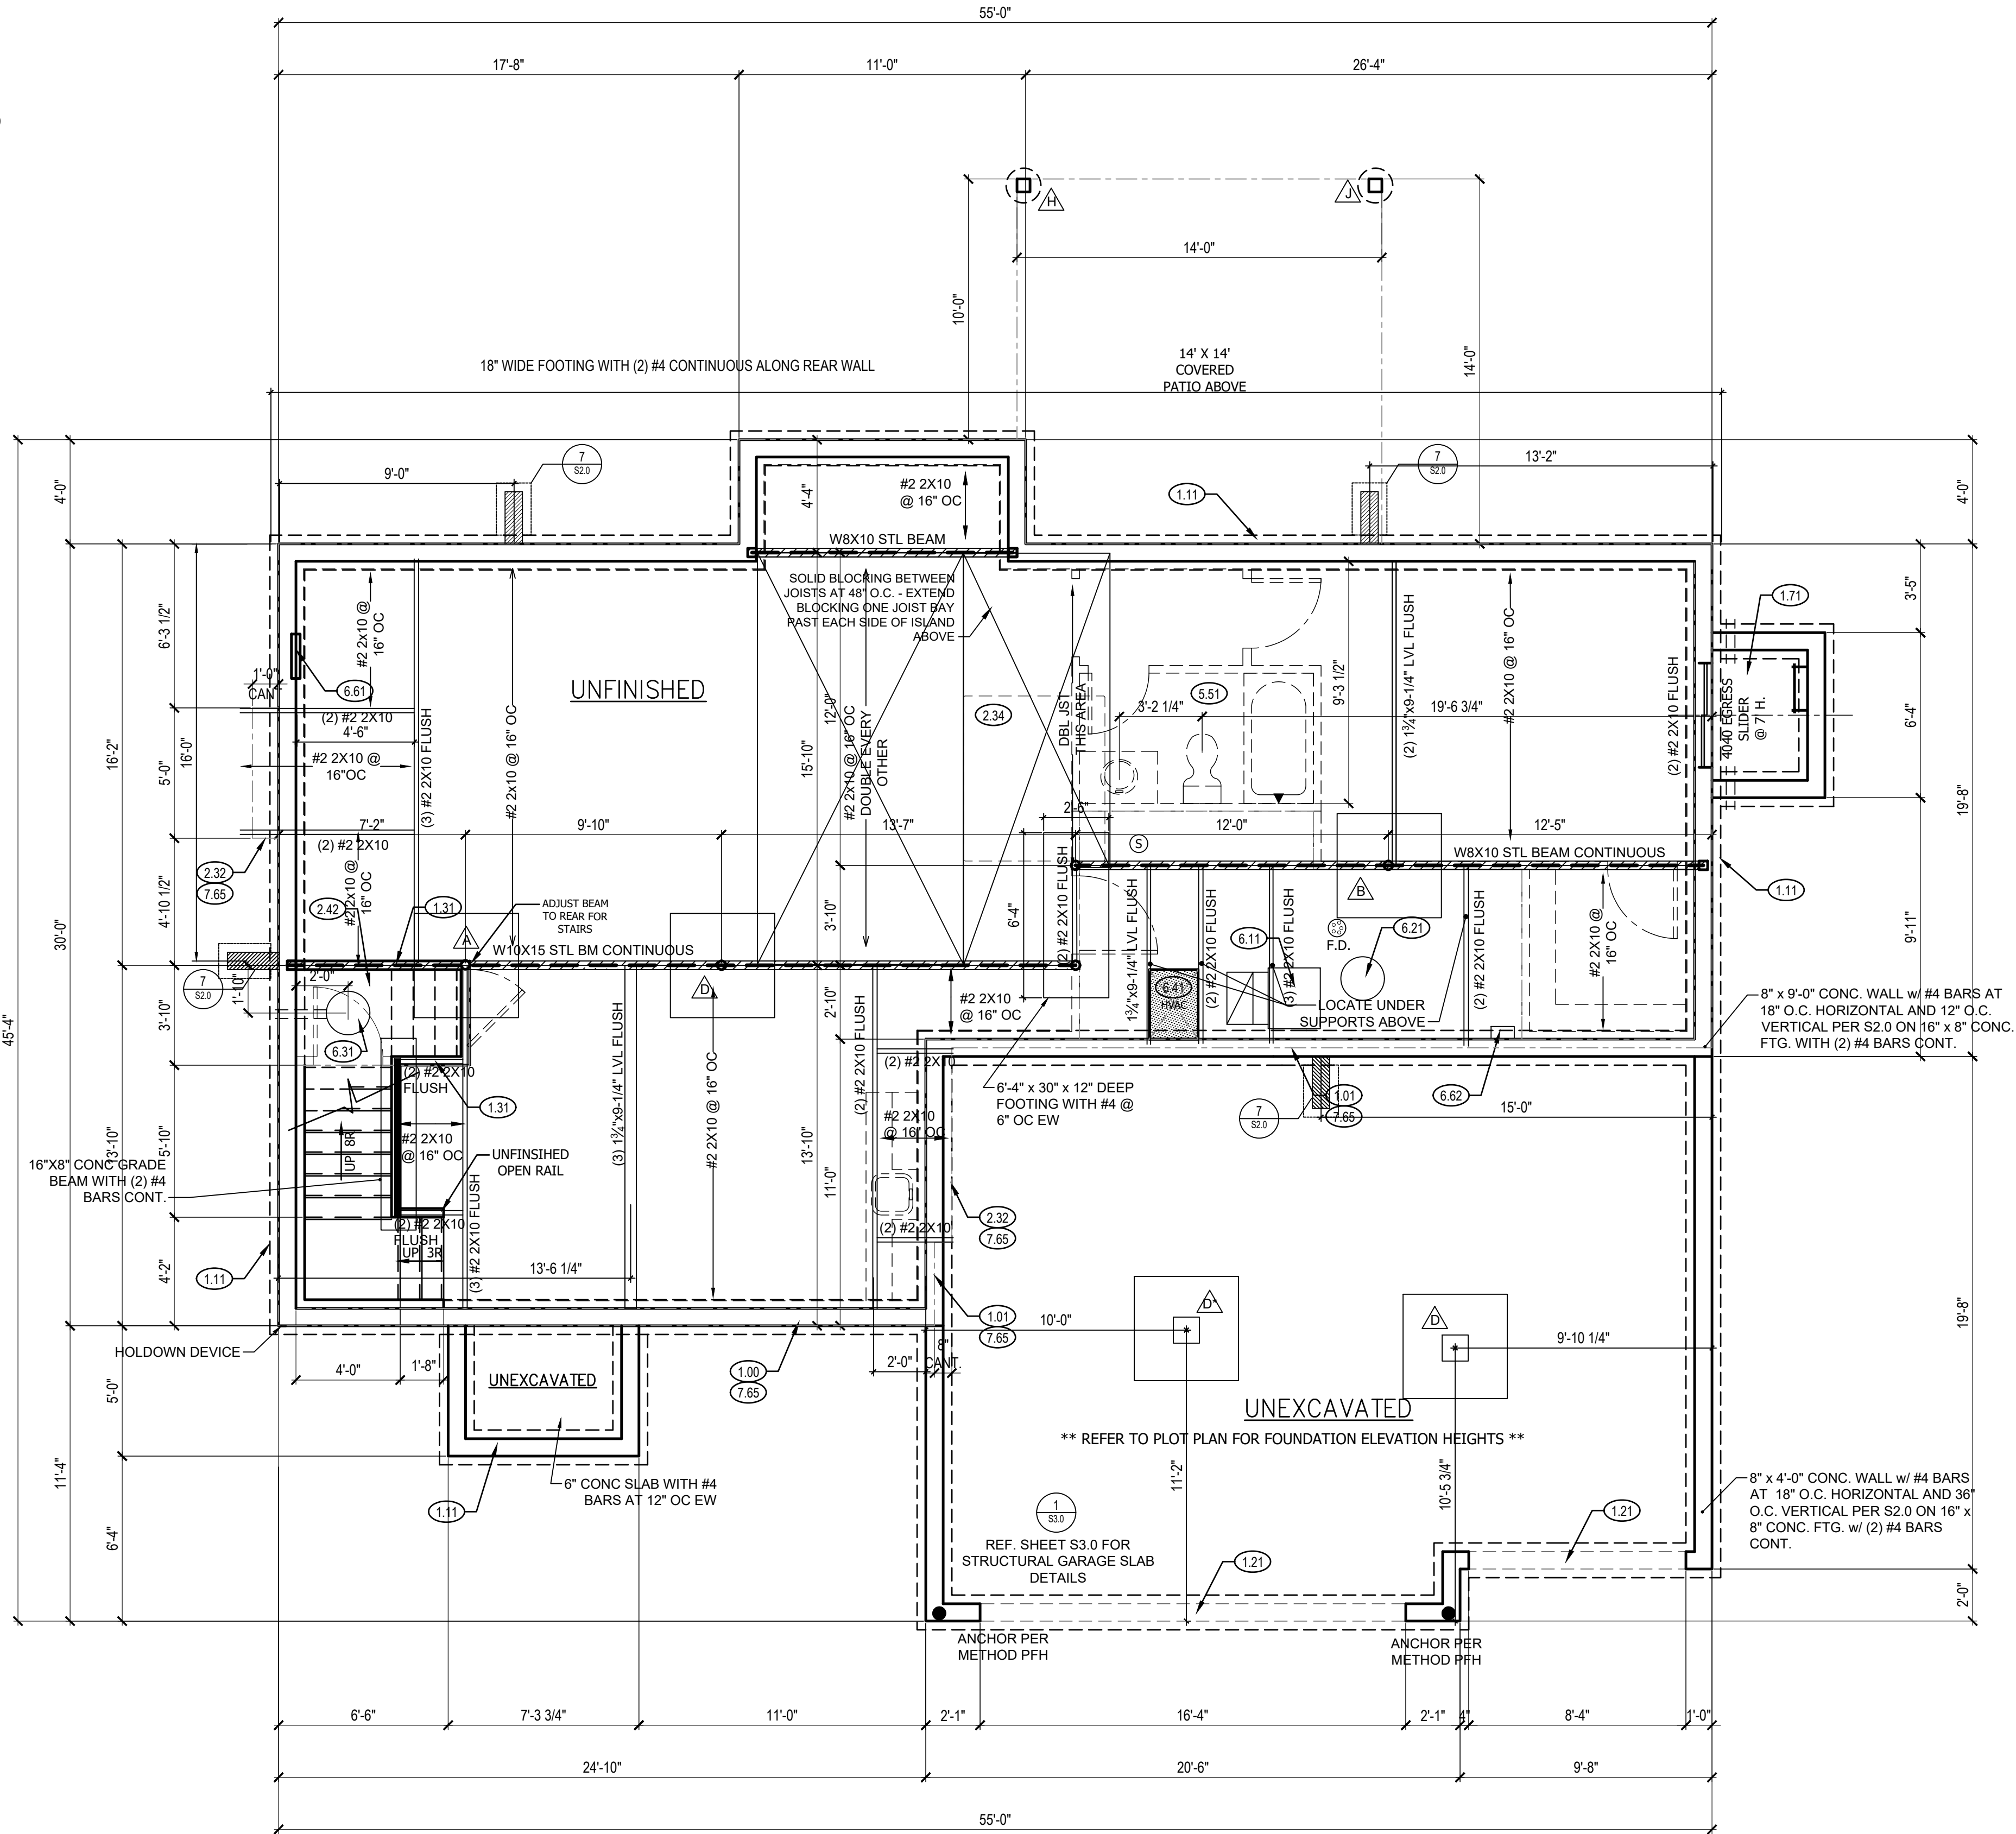 55'-0"
17'-8"
11'-0"
26'-4"
H
J
14'-0"
10'-0"
14'-0"
18" WIDE FOOTING WITH (2) #4 CONTINUOUS ALONG REAR WALL
14' X 14'
COVERED
PATIO ABOVE
9'-0"
7
S2.0
7
S2.0
13'-2"
4'-0"
4'-4"
#2 2X10
@ 16" OC
1.11
4'-0"
W8X10 STL BEAM
SOLID BLOCKING BETWEEN
JOISTS AT 48" O.C. - EXTEND
BLOCKING ONE JOIST BAY
PAST EACH SIDE OF ISLAND
ABOVE
3'-5"
1.71
6'-3 1/2"
#2 2x10 @
16" OC
1'-0"
CAN
6.61
UNFINISHED
(2) #2 2X10
4'-6"
#2 2X10 @
16"OC
(3) #2 2X10 FLUSH
#2 2x10 @ 16" OC
12'-0"
15'-10"
#2 2x10 @ 16" OC
DOUBLE EVERY
OTHER
2.34
DBL JST
THIS AREA
5.51
3'-2 1/4"
9'-3 1/2"
19'-6 3/4"
(2) 1¾"x9-1/4" LVL FLUSH
#2 2X10 @ 16" OC
(2) #2 2X10 FLUSH
4040 EGRESS
SLIDER
@ 7' H.
6'-4"
16'-2"
5'-0"
16'-0"
19'-8"
7'-2"
9'-10"
13'-7"
2'-6"
12'-0"
12'-5"
(2) #2 2X10
2.32
7.65
S
W8X10 STL BEAM CONTINUOUS
B
1.11
30'-0"
4'-10 1/2"
2.42
#2 2x10 @
16" OC
1.31
ADJUST BEAM
TO REAR FOR
STAIRS
A
W10X15 STL BM CONTINUOUS
3'-10"
6'-4"
(2) #2 2X10 FLUSH
1¾"x9-1/4" LVL FLUSH
(2) #2 2X10 FLUSH
6.11
(3) #2 2X10 FLUSH
F.D.
6.21
(2) #2 2X10 FLUSH
#2 2X10 @
16" OC
9'-11"
45'-4"
7
S2.0
2'-0"
1'-10"
D
2'-10"
#2 2X10
@ 16" OC
6.41
HVAC
LOCATE UNDER
SUPPORTS ABOVE
8" x 9'-0" CONC. WALL w/ #4 BARS AT
18" O.C. HORIZONTAL AND 12" O.C.
VERTICAL PER S2.0 ON 16" x 8" CONC.
FTG. WITH (2) #4 BARS CONT.
3'-10"
6.31
(2) #2 2X10
FLUSH
1.31
(3) 1¾"x9-1/4" LVL FLUSH
#2 2X10 @ 16" OC
(2) #2 2X10 FLUSH
(2) #2 2X10
#2 2X10
@ 16" OC
6'-4" x 30" x 12" DEEP
FOOTING WITH #4 @
6" OC EW
7
S2.0
1.01
7.65
6.62
15'-0"
13'-10"
5'-10"
UP 8R
#2 2X10
@ 16" OC
UNFINSIHED
OPEN RAIL
13'-10"
11'-0"
16"X8" CONC GRADE
BEAM WITH (2) #4
BARS CONT.
(2) #2 2X10
FLUSH
UP 3R
(3) #2 2X10 FLUSH
(2) #2 2X10
2.32
7.65
4'-2"
1.11
13'-6 1/4"
1.01
7.65
10'-0"
D*
D
9'-10 1/4"
19'-8"
HOLDOWN DEVICE
4'-0"
1'-8"
UNEXCAVATED
1.00
7.65
2'-0"
8"
CANT.
5'-0"
UNEXCAVATED
** REFER TO PLOT PLAN FOR FOUNDATION ELEVATION HEIGHTS **
11'-4"
6'-4"
1.11
6" CONC SLAB WITH #4
BARS AT 12" OC EW
11'-2"
10'-5 3/4"
1
S3.0
REF. SHEET S3.0 FOR
STRUCTURAL GARAGE SLAB
DETAILS
1.21
1.21
8" x 4'-0" CONC. WALL w/ #4 BARS
AT 18" O.C. HORIZONTAL AND 36"
O.C. VERTICAL PER S2.0 ON 16" x
8" CONC. FTG. w/ (2) #4 BARS
CONT.
2'-0"
ANCHOR PER
METHOD PFH
ANCHOR PER
METHOD PFH
6'-6"
7'-3 3/4"
11'-0"
2'-1"
16'-4"
2'-1"
4"
8'-4"
1'-0"
24'-10"
20'-6"
9'-8"
55'-0"